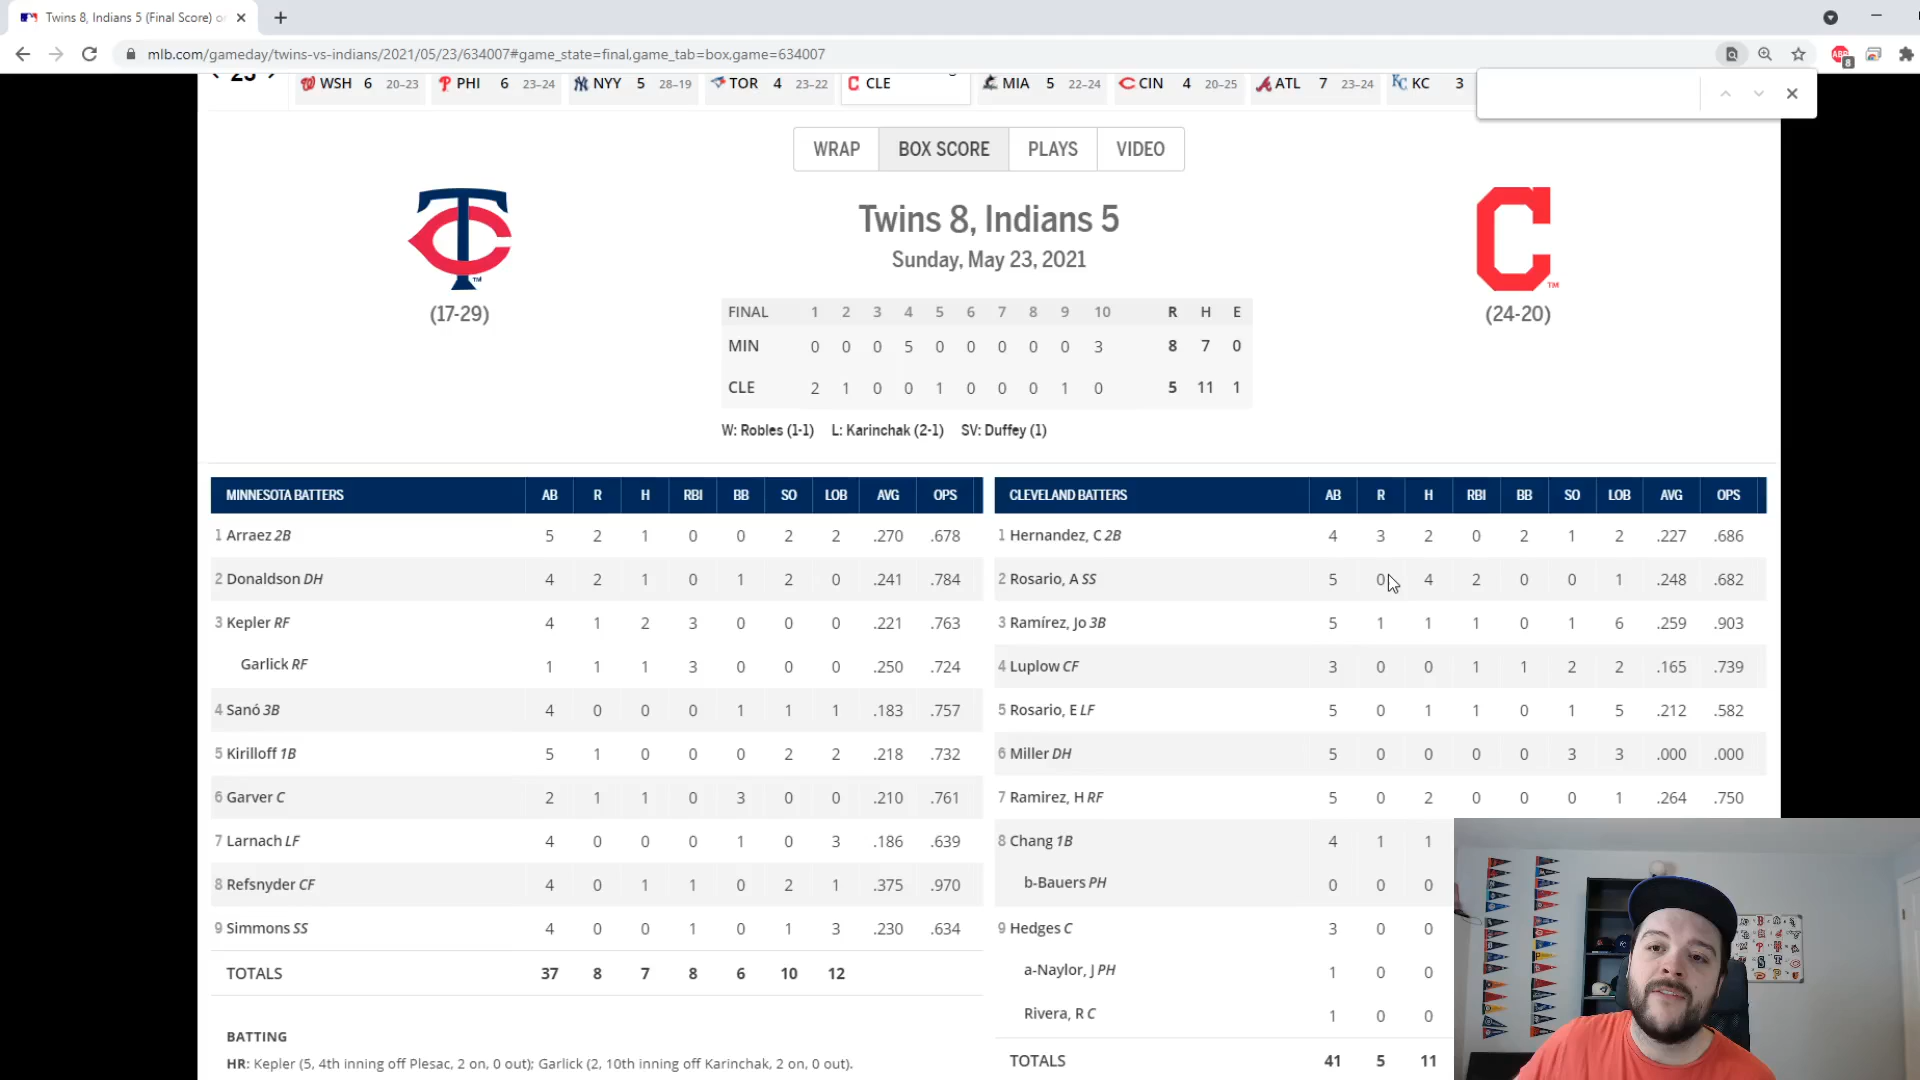 Twins 8, Indians 5 (Final Score) o
mlb.com/gameday/twins-vs-indians/2021/05/23/634007#game_state=final,game_tab=box,game=634007
ABP 8
WSH 6 20–23 PHI 6 23–24 NYY 5 28–19 TOR 4 23–22 CLE MIA 5 22–24 CIN 4 20–25 ATL 7 23–24 KC 3
WRAP BOX SCORE PLAYS VIDEO
Twins 8, Indians 5
Sunday, May 23, 2021
(17-29)
(24-20)
FINAL 1 2 3 4 5 6 7 8 9 10 R H E
MIN 0 0 0 5 0 0 0 0 0 3 8 7 0
CLE 2 1 0 0 1 0 0 0 1 0 5 11 1
W: Robles (1-1) L: Karinchak (2-1) SV: Duffey (1)
MINNESOTA BATTERS AB R H RBI BB SO LOB AVG OPS
1 Arraez 2B 5 2 1 0 0 2 2 .270 .678
2 Donaldson DH 4 2 1 0 1 2 0 .241 .784
3 Kepler RF 4 1 2 3 0 0 0 .221 .763
Garlick RF 1 1 1 3 0 0 0 .250 .724
4 Sanó 3B 4 0 0 0 1 1 1 .183 .757
5 Kirilloff 1B 5 1 0 0 0 2 2 .218 .732
6 Garver C 2 1 1 0 3 0 0 .210 .761
7 Larnach LF 4 0 0 0 1 0 3 .186 .639
8 Refsnyder CF 4 0 1 1 0 2 1 .375 .970
9 Simmons SS 4 0 0 1 0 1 3 .230 .634
TOTALS 37 8 7 8 6 10 12
BATTING
HR: Kepler (5, 4th inning off Plesac, 2 on, 0 out); Garlick (2, 10th inning off Karinchak, 2 on, 0 out).
CLEVELAND BATTERS AB R H RBI BB SO LOB AVG OPS
1 Hernandez, C 2B 4 3 2 0 2 1 2 .227 .686
2 Rosario, A SS 5 0 4 2 0 0 1 .248 .682
3 Ramírez, Jo 3B 5 1 1 1 0 1 6 .259 .903
4 Luplow CF 3 0 0 1 1 2 2 .165 .739
5 Rosario, E LF 5 0 1 1 0 1 5 .212 .582
6 Miller DH 5 0 0 0 0 3 3 .000 .000
7 Ramirez, H RF 5 0 2 0 0 0 1 .264 .750
8 Chang 1B 4 1 1
b-Bauers PH 0 0 0
9 Hedges C 3 0 0
a-Naylor, J PH 1 0 0
Rivera, R C 1 0 0
TOTALS 41 5 11